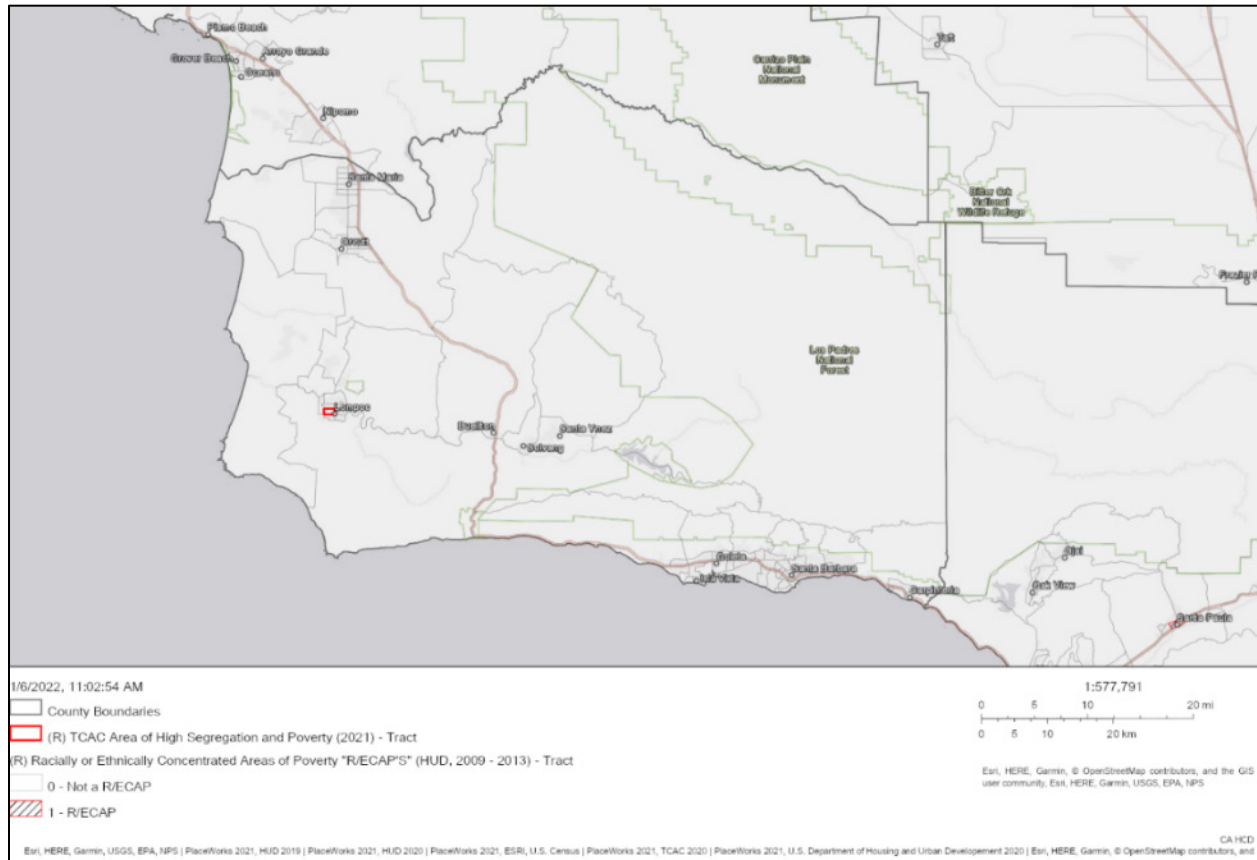 Pismo Beach
Arroyo Grande
Grover Beach
Oceano
Nipomo
Santa Maria
Orcutt
Lompoc
Buellton
Santa Ynez
Solvang
Goleta
Isla Vista
Santa Barbara
Carpinteria
Carrizo Plain
National
Monument
Taft
Bitter Crk
National
Wildlife Refuge
Frazier
Los Padres
National
Forest
Ojai
Oak View
Santa Paula
1/6/2022, 11:02:54 AM
County Boundaries
(R) TCAC Area of High Segregation and Poverty (2021) - Tract
(R) Racially or Ethnically Concentrated Areas of Poverty "R/ECAP'S" (HUD, 2009 - 2013) - Tract
0 - Not a R/ECAP
1 - R/ECAP
1:577,791
0 5 10 20 mi
0 5 10 20 km
Esri, HERE, Garmin, © OpenStreetMap contributors, and the GIS
user community, Esri, HERE, Garmin, USGS, EPA, NPS
CA HCD
Esri, HERE, Garmin, USGS, EPA, NPS | PlaceWorks 2021, HUD 2019 | PlaceWorks 2021, HUD 2020 | PlaceWorks 2021, ESRI, U.S. Census | PlaceWorks 2021, TCAC 2020 | PlaceWorks 2021, U.S. Department of Housing and Urban Development 2020 | Esri, HERE, Garmin, © OpenStreetMap contributors, and